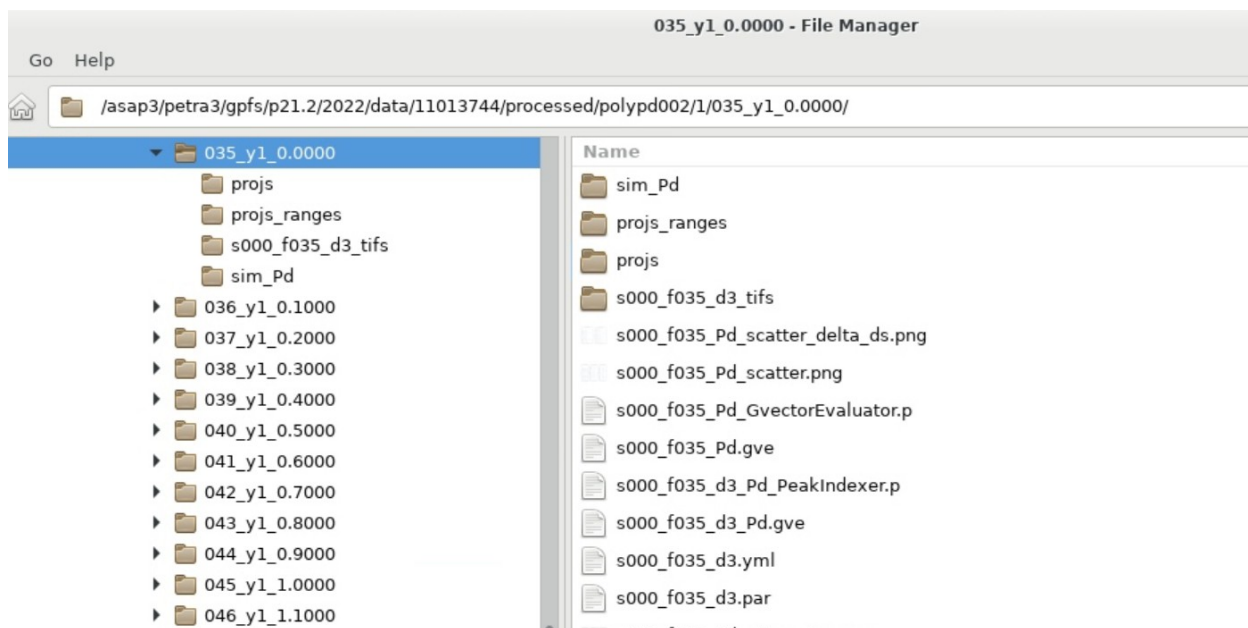 035_y1_0.0000 - File Manager
Go Help
/asap3/petra3/gpfs/p21.2/2022/data/11013744/processed/polypd002/1/035_y1_0.0000/
035_y1_0.0000
projs
projs_ranges
s000_f035_d3_tifs
sim_Pd
036_y1_0.1000
037_y1_0.2000
038_y1_0.3000
039_y1_0.4000
040_y1_0.5000
041_y1_0.6000
042_y1_0.7000
043_y1_0.8000
044_y1_0.9000
045_y1_1.0000
046_y1_1.1000
Name
sim_Pd
projs_ranges
projs
s000_f035_d3_tifs
s000_f035_Pd_scatter_delta_ds.png
s000_f035_Pd_scatter.png
s000_f035_Pd_GvectorEvaluator.p
s000_f035_Pd.gve
s000_f035_d3_Pd_PeakIndexer.p
s000_f035_d3_Pd.gve
s000_f035_d3.yml
s000_f035_d3.par